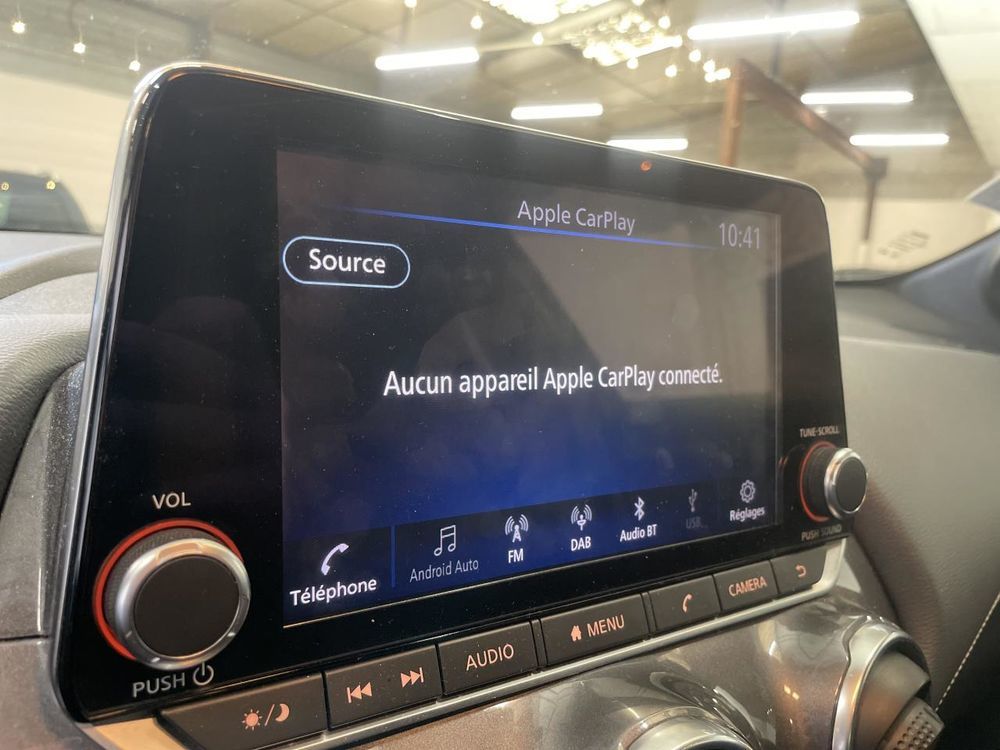 Apple CarPlay
10:41
Source
Aucun appareil Apple CarPlay connecté.
Téléphone
Android Auto
FM
DAB
Audio BT
USB
Réglages
VOL
PUSH
TUNE-SCROLL
PUSH SOUND
AUDIO
MENU
CAMERA